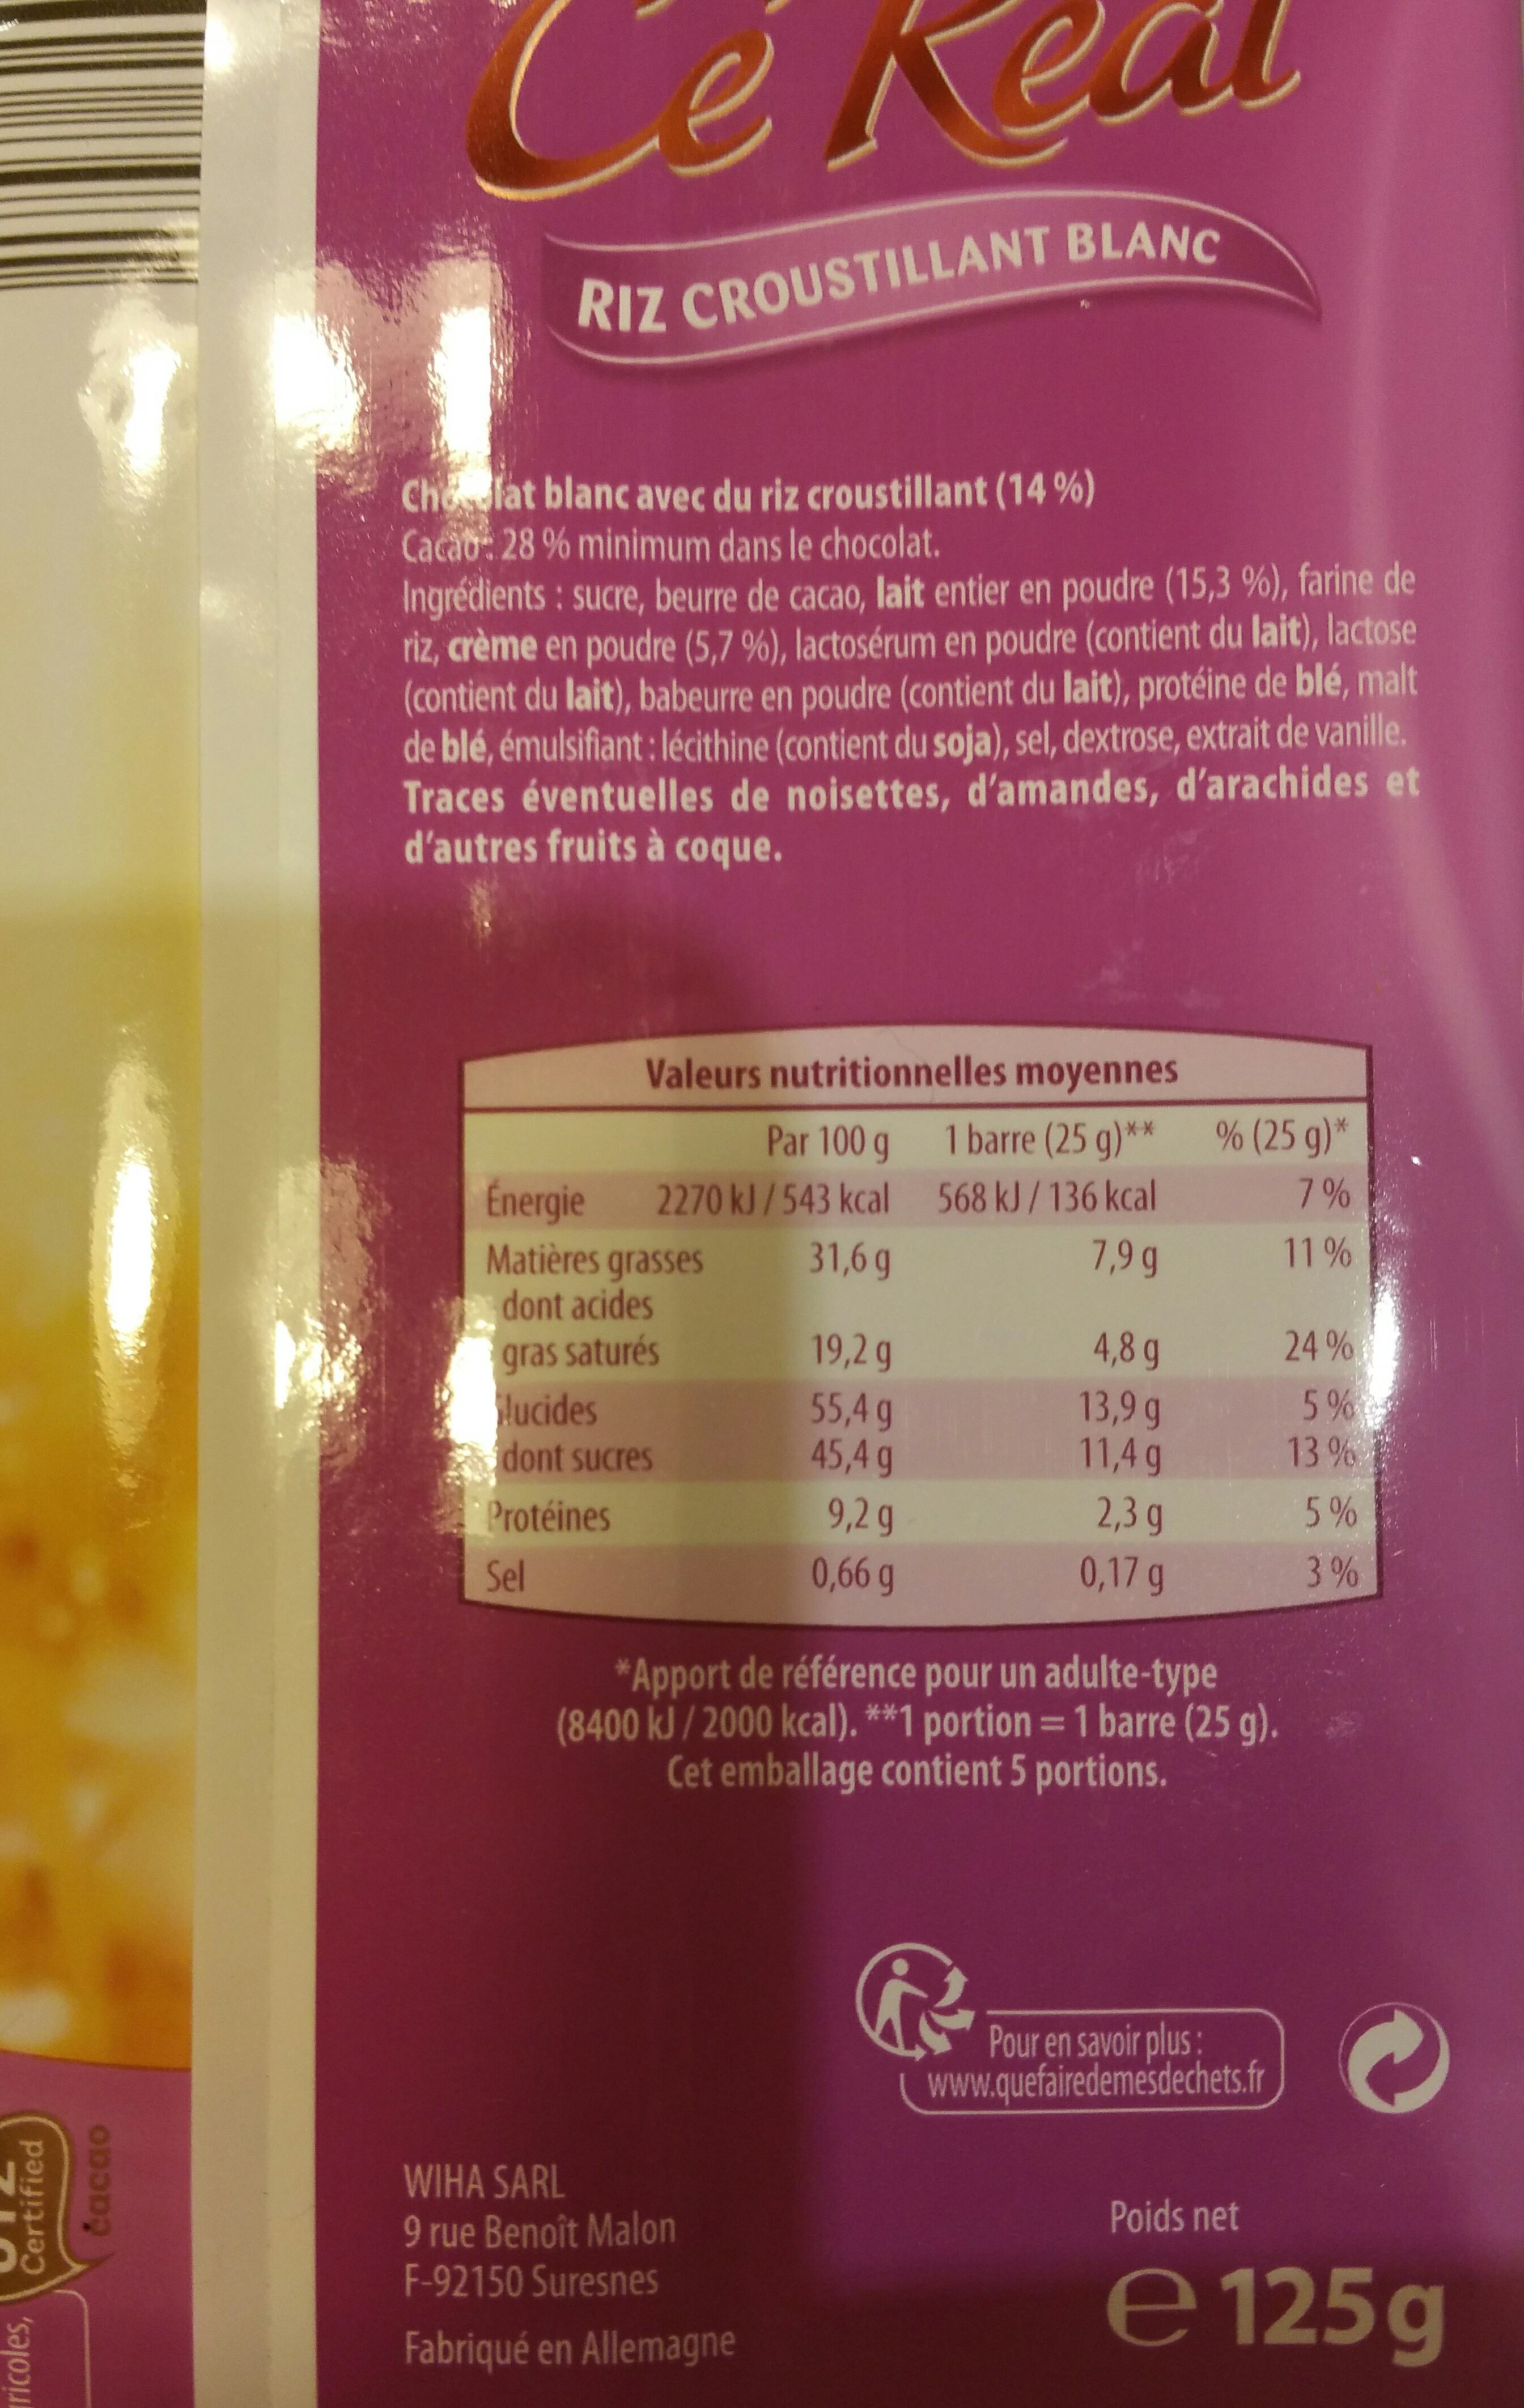 Cé Réal
RIZ CROUSTILLANT BLANC
Chocolat blanc avec du riz croustillant (14 %)
Cacao : 28 % minimum dans le chocolat.
Ingrédients : sucre, beurre de cacao, lait entier en poudre (15,3 %), farine de
riz, crème en poudre (5,7 %), lactosérum en poudre (contient du lait), lactose
(contient du lait), babeurre en poudre (contient du lait), protéine de blé, malt
de blé, émulsifiant : lécithine (contient du soja), sel, dextrose, extrait de vanille.
Traces éventuelles de noisettes, d'amandes, d'arachides et
d'autres fruits à coque.
Valeurs nutritionnelles moyennes
Par 100 g 1 barre (25 g)** % (25 g)*
Énergie 2270 kJ / 543 kcal 568 kJ / 136 kcal 7 %
Matières grasses 31,6 g 7,9 g 11 %
dont acides
gras saturés 19,2 g 4,8 g 24 %
Glucides 55,4 g 13,9 g 5 %
dont sucres 45,4 g 11,4 g 13 %
Protéines 9,2 g 2,3 g 5 %
Sel 0,66 g 0,17 g 3 %
*Apport de référence pour un adulte-type
(8400 kJ / 2000 kcal). **1 portion = 1 barre (25 g).
Cet emballage contient 5 portions.
Pour en savoir plus :
www.quefairedemesdechets.fr
WIHA SARL
9 rue Benoît Malon
F-92150 Suresnes
Fabriqué en Allemagne
Poids net
e 125g
Certified
cacao